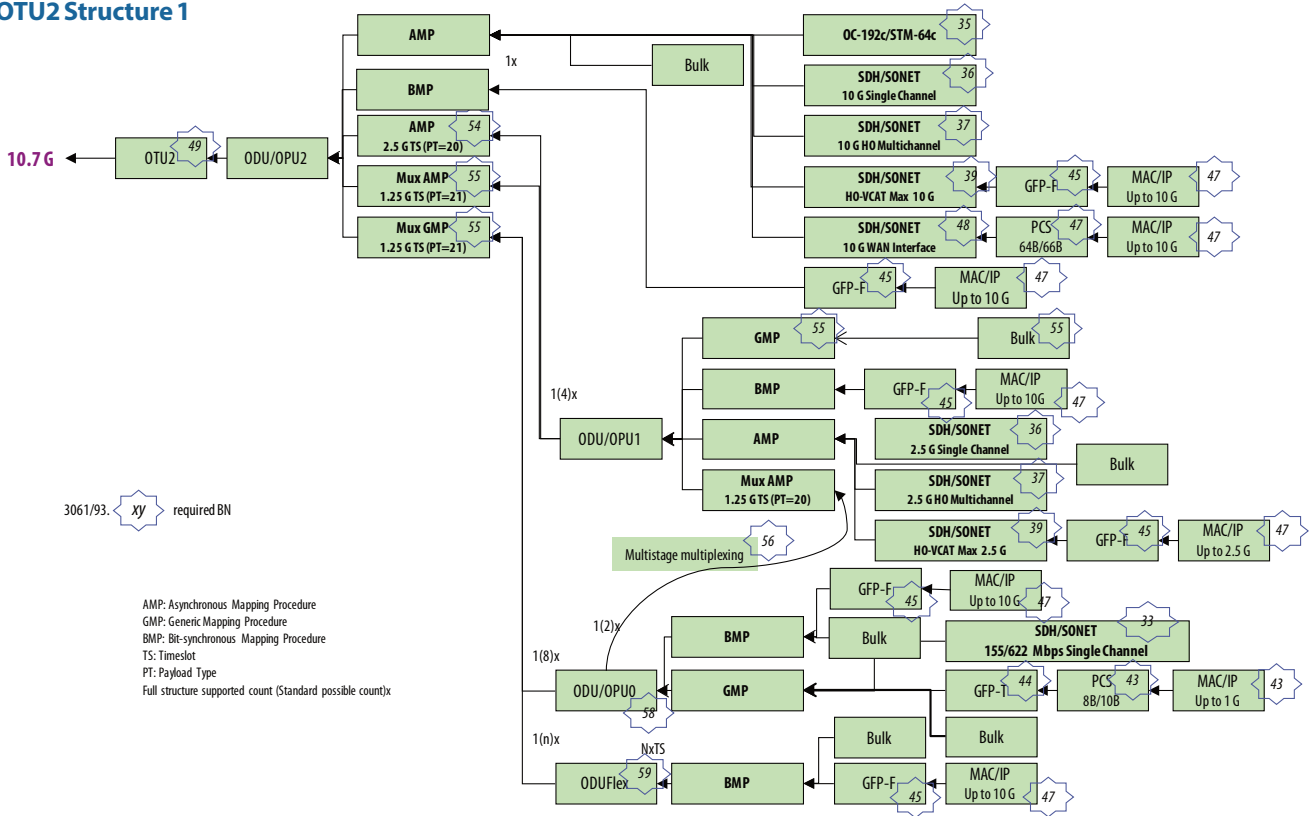 OTU2 Structure 1
AMP
1x
Bulk
OC-192c/STM-64c
35
BMP
SDH/SONET
10 G Single Channel
36
AMP
2.5 G TS (PT=20)
54
SDH/SONET
10 G HO Multichannel
37
10.7 G
OTU2
49
ODU/OPU2
Mux AMP
1.25 G TS (PT=21)
55
SDH/SONET
HO-VCAT Max 10 G
39
GFP-F
45
MAC/IP
Up to 10 G
47
Mux GMP
1.25 G TS (PT=21)
55
SDH/SONET
10 G WAN Interface
48
PCS
64B/66B
47
MAC/IP
Up to 10 G
47
GFP-F
45
MAC/IP
Up to 10 G
47
GMP
55
Bulk
55
1(4)x
BMP
GFP-F
45
MAC/IP
Up to 10G
47
ODU/OPU1
AMP
SDH/SONET
2.5 G Single Channel
36
Bulk
Mux AMP
1.25 G TS (PT=20)
SDH/SONET
2.5 G HO Multichannel
37
3061/93.
xy
required BN
SDH/SONET
HO-VCAT Max 2.5 G
39
GFP-F
45
MAC/IP
Up to 2.5 G
47
Multistage multiplexing
56
GFP-F
45
MAC/IP
Up to 10 G
47
AMP: Asynchronous Mapping Procedure
GMP: Generic Mapping Procedure
BMP: Bit-synchronous Mapping Procedure
TS: Timeslot
PT: Payload Type
Full structure supported count (Standard possible count)x
1(2)x
BMP
Bulk
SDH/SONET
155/622 Mbps Single Channel
33
1(8)x
ODU/OPU0
58
GMP
GFP-T
44
PCS
8B/10B
43
MAC/IP
Up to 1 G
43
1(n)x
Bulk
Bulk
NxTS
ODUFlex
59
BMP
GFP-F
45
MAC/IP
Up to 10 G
47